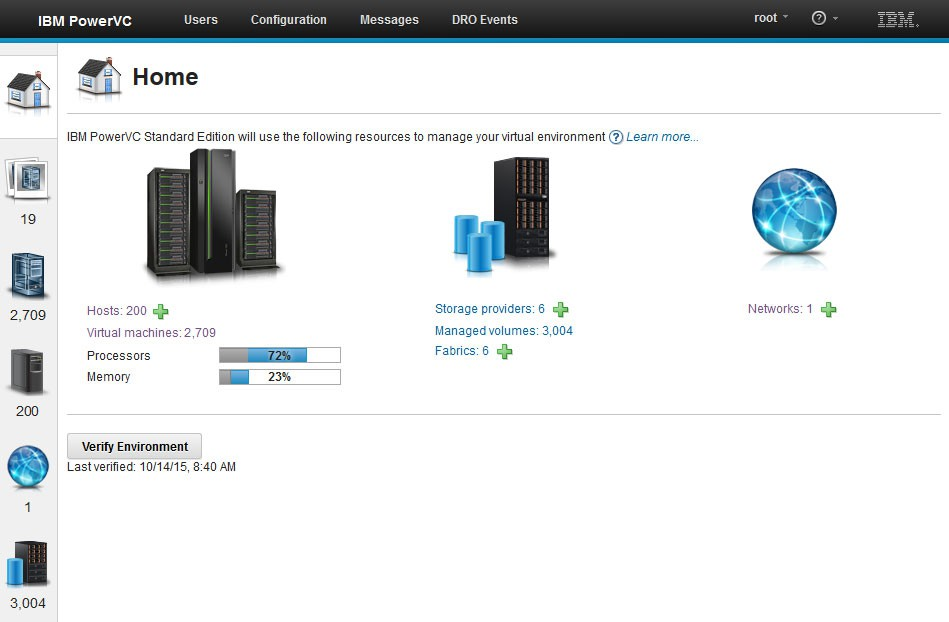 IBM PowerVC Users Configuration Messages DRO Events root ? IBM.
Home
IBM PowerVC Standard Edition will use the following resources to manage your virtual environment ? Learn more...
19
2,709
200
1
3,004
Hosts: 200
Virtual machines: 2,709
Processors 72%
Memory 23%
Storage providers: 6
Managed volumes: 3,004
Fabrics: 6
Networks: 1
Verify Environment
Last verified: 10/14/15, 8:40 AM